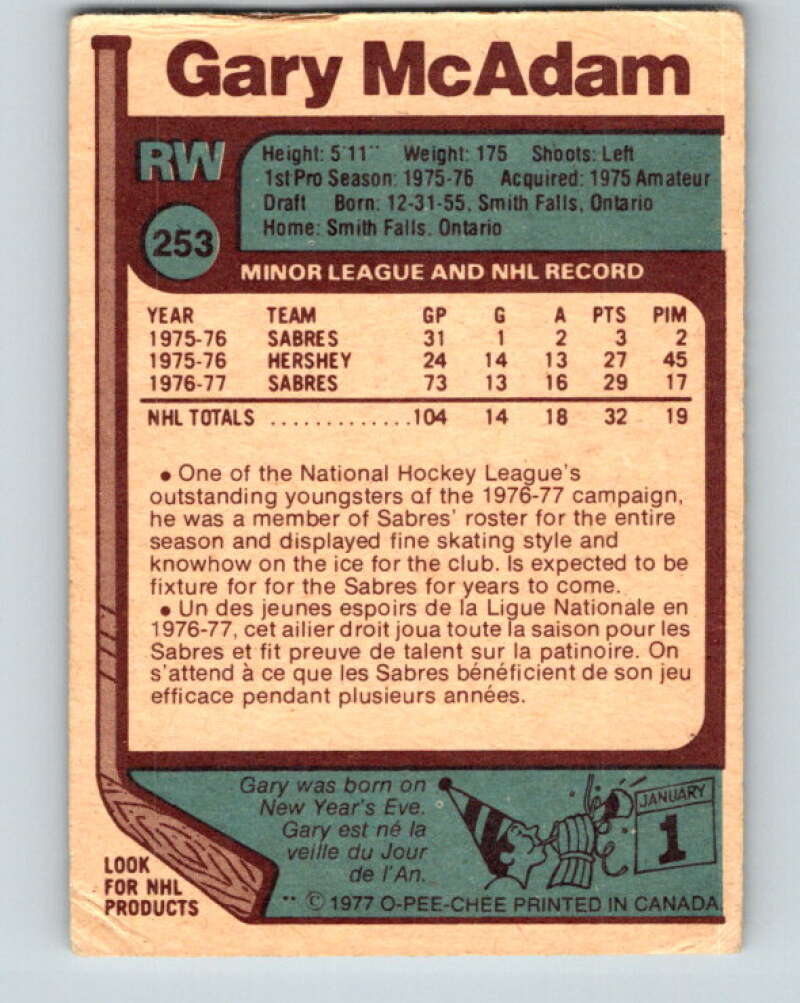 Gary McAdam
RW
Height: 5'11" Weight: 175 Shoots: Left
1st Pro Season: 1975-76 Acquired: 1975 Amateur
Draft Born: 12-31-55, Smith Falls, Ontario
Home: Smith Falls, Ontario
253
MINOR LEAGUE AND NHL RECORD
YEAR TEAM GP G A PTS PIM
1975-76 SABRES 31 1 2 3 2
1975-76 HERSHEY 24 14 13 27 45
1976-77 SABRES 73 13 16 29 17
NHL TOTALS .............104 14 18 32 19
• One of the National Hockey League's
outstanding youngsters of the 1976-77 campaign,
he was a member of Sabres' roster for the entire
season and displayed fine skating style and
knowhow on the ice for the club. Is expected to be
fixture for for the Sabres for years to come.
• Un des jeunes espoirs de la Ligue Nationale en
1976-77, cet ailier droit joua toute la saison pour les
Sabres et fit preuve de talent sur la patinoire. On
s'attend à ce que les Sabres bénéficient de son jeu
efficace pendant plusieurs années.
Gary was born on
New Year's Eve.
Gary est né la
veille du Jour
de l'An.
JANUARY
1
LOOK
FOR NHL
PRODUCTS
** © 1977 O-PEE-CHEE PRINTED IN CANADA.